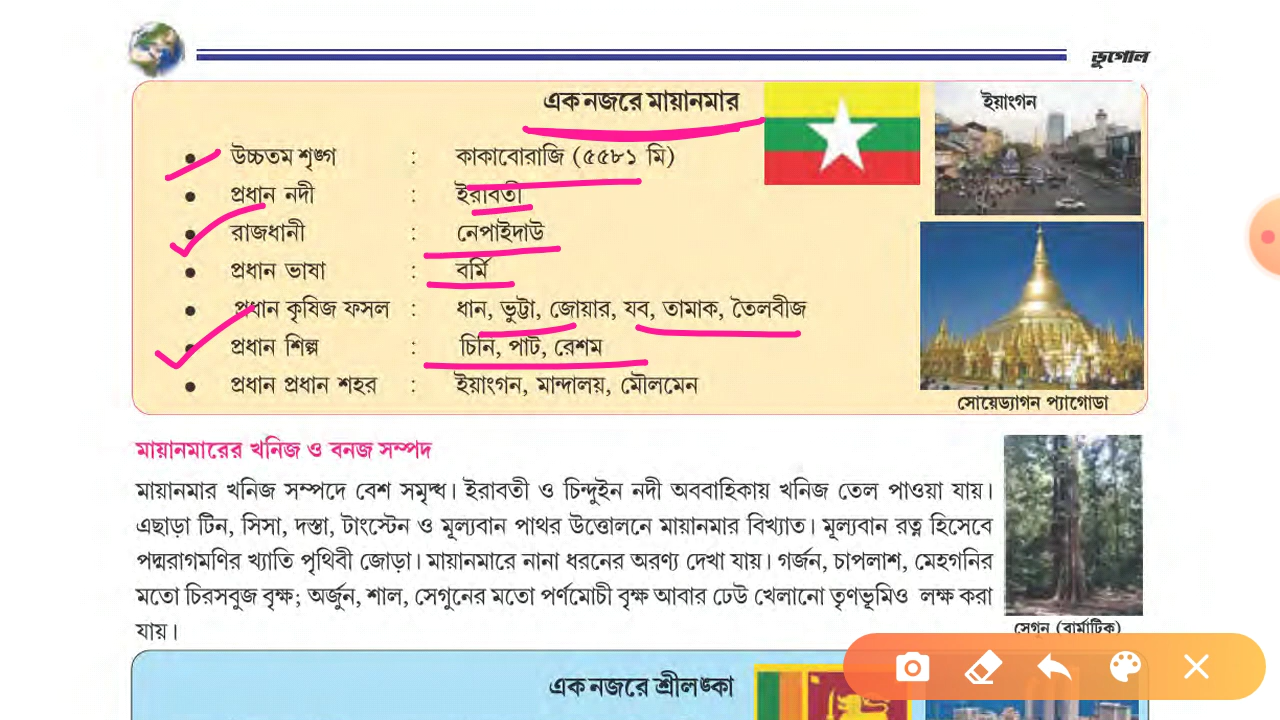 ভূগোল
এক নজরে মায়ানমার
ইয়াংগন
উচ্চতম শৃঙ্গ : কাকাবোরাজি (৫৫৮১ মি)
প্রধান নদী : ইরাবতী
রাজধানী : নেপাইদাউ
প্রধান ভাষা : বর্মি
প্রধান কৃষিজ ফসল : ধান, ভুট্টা, জোয়ার, যব, তামাক, তৈলবীজ
প্রধান শিল্প : চিনি, পাট, রেশম
প্রধান প্রধান শহর : ইয়াংগন, মান্দালয়, মৌলমেন
সোয়েড্যাগন প্যাগোডা
মায়ানমারের খনিজ ও বনজ সম্পদ
মায়ানমার খনিজ সম্পদে বেশ সমৃদ্ধ। ইরাবতী ও চিন্দুইন নদী অববাহিকায় খনিজ তেল পাওয়া যায়।
এছাড়া টিন, সিসা, দস্তা, টাংস্টেন ও মূল্যবান পাথর উত্তোলনে মায়ানমার বিখ্যাত। মূল্যবান রত্ন হিসেবে
পদ্মরাগমণির খ্যাতি পৃথিবী জোড়া। মায়ানমারে নানা ধরনের অরণ্য দেখা যায়। গর্জন, চাপলাশ, মেহগনির
মতো চিরসবুজ বৃক্ষ; অর্জুন, শাল, সেগুনের মতো পর্ণমোচী বৃক্ষ আবার ঢেউ খেলানো তৃণভূমিও লক্ষ করা
যায়।
সেগুন (বার্মাটিক)
এক নজরে শ্রীলঙ্কা